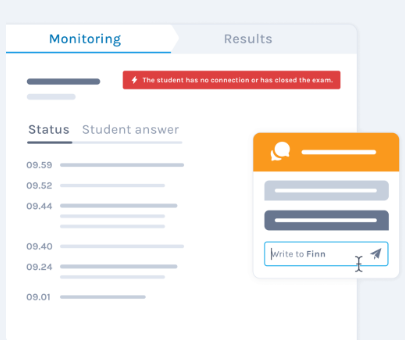 Monitoring
Results
The student has no connection or has closed the exam.
Status
Student answer
09.59
09.52
09.44
09.40
09.24
09.01
Write to Finn